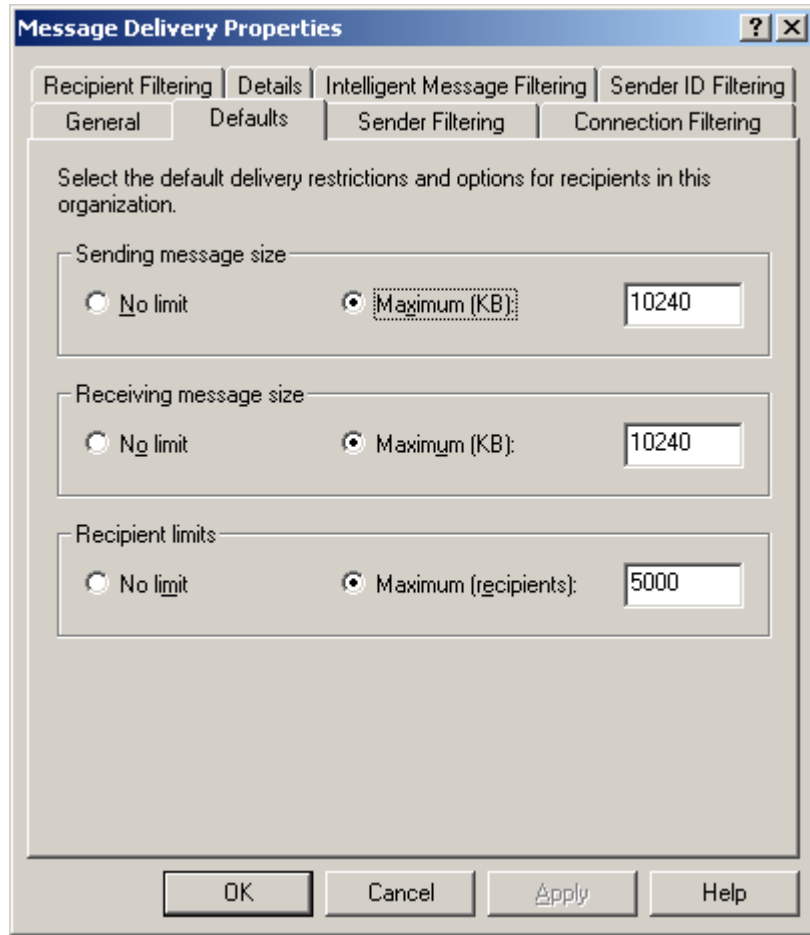 Message Delivery Properties
Recipient Filtering
Details
Intelligent Message Filtering
Sender ID Filtering
General
Defaults
Sender Filtering
Connection Filtering
Select the default delivery restrictions and options for recipients in this
organization.
Sending message size
No limit
Maximum (KB):
10240
Receiving message size
No limit
Maximum (KB):
10240
Recipient limits
No limit
Maximum (recipients):
5000
OK
Cancel
Apply
Help